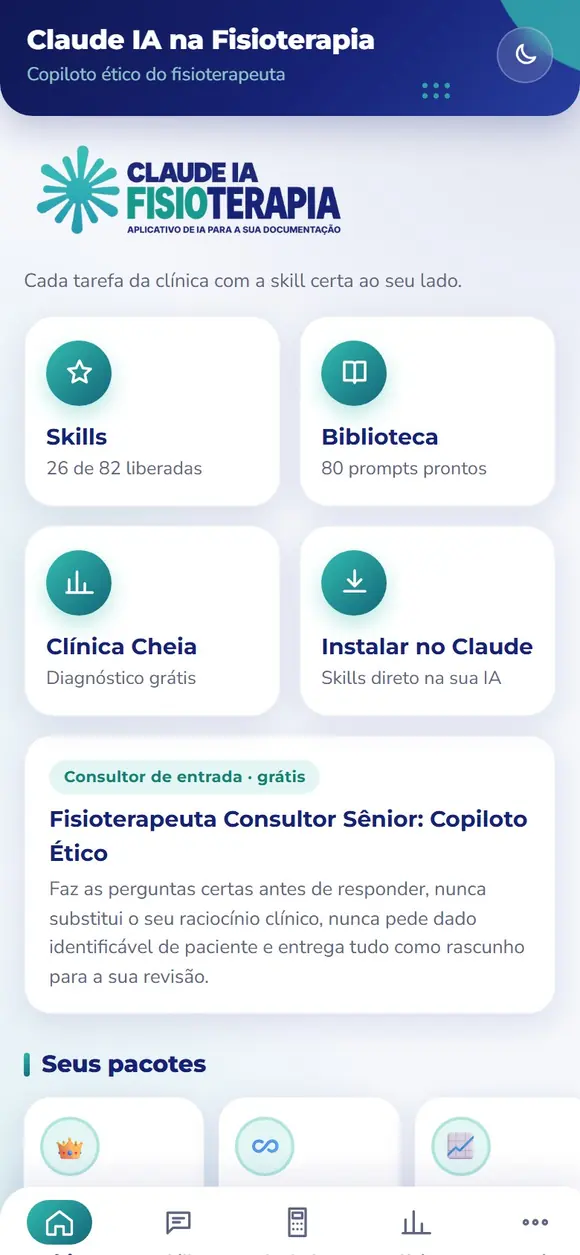 Claude IA na Fisioterapia
Copiloto ético do fisioterapeuta
CLAUDE IA
FISIOTERAPIA
APLICATIVO DE IA PARA A SUA DOCUMENTAÇÃO
Cada tarefa da clínica com a skill certa ao seu lado.
Skills
26 de 82 liberadas
Biblioteca
80 prompts prontos
Clínica Cheia
Diagnóstico grátis
Instalar no Claude
Skills direto na sua IA
Consultor de entrada · grátis
Fisioterapeuta Consultor Sênior: Copiloto
Ético
Faz as perguntas certas antes de responder, nunca
substitui o seu raciocínio clínico, nunca pede dado
identificável de paciente e entrega tudo como rascunho
para a sua revisão.
Seus pacotes